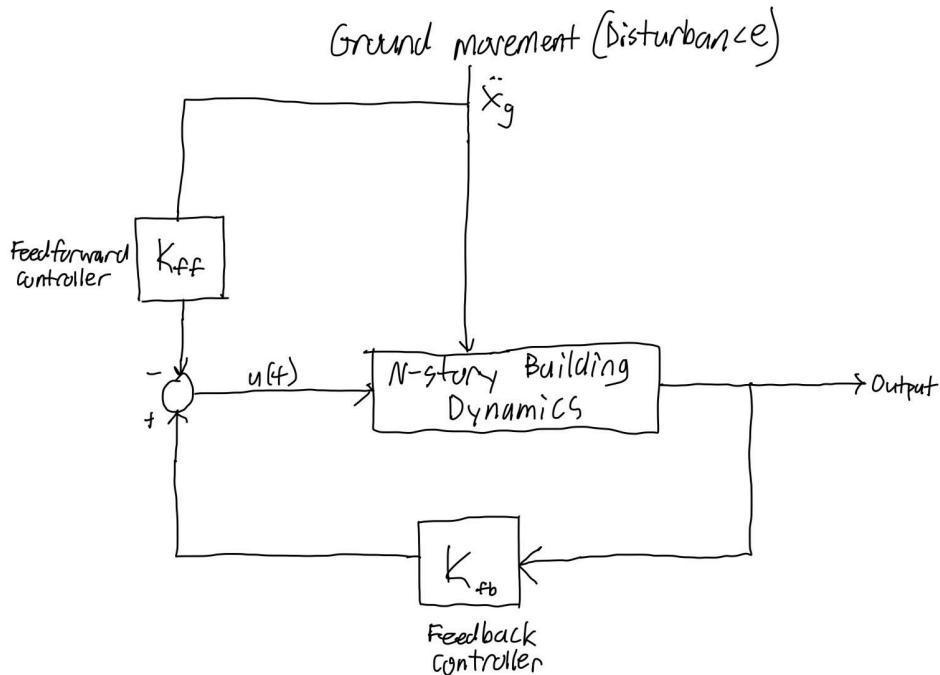 Ground movement (Disturbance)
ẍg
Feedforward
controller
Kff
-
+
u(t)
N-story Building
Dynamics
Output
Kfb
Feedback
controller